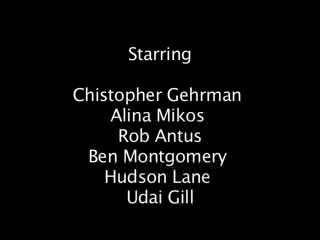 Starring
Chistopher Gehrman
Alina Mikos
Rob Antus
Ben Montgomery
Hudson Lane
Udai Gill